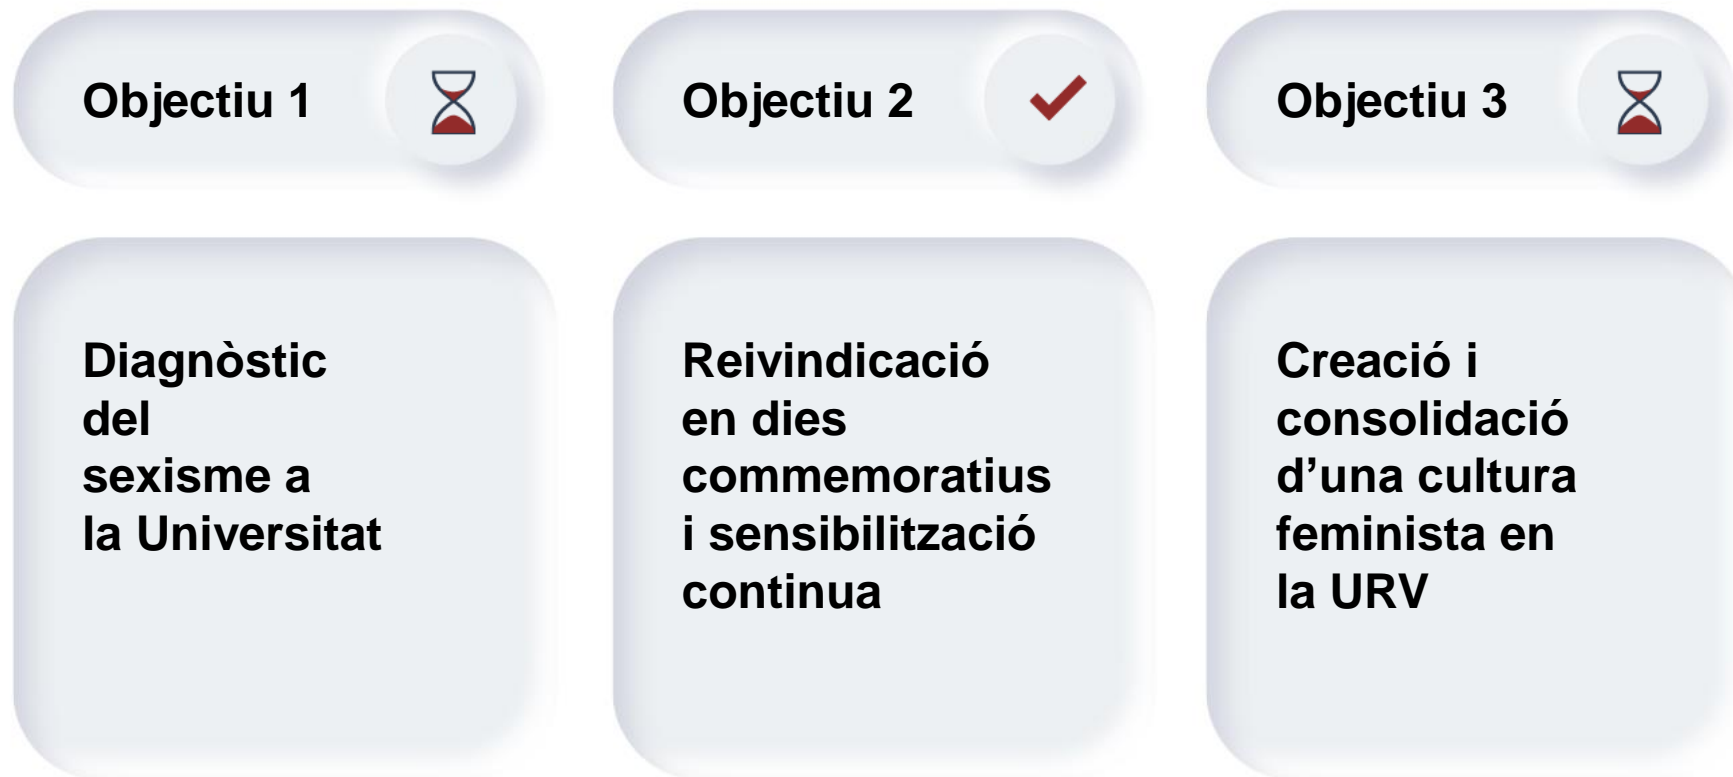 Objectiu 1
Diagnòstic
del
sexisme a
la Universitat
Objectiu 2
Reivindicació
en dies
commemoratius
i sensibilització
continua
Objectiu 3
Creació i
consolidació
d’una cultura
feminista en
la URV